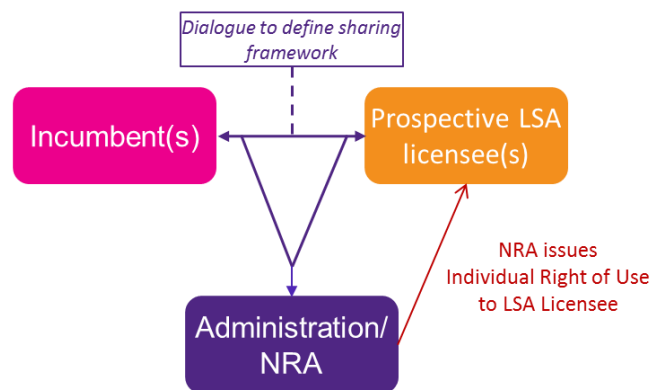 Dialogue to define sharing
framework
Incumbent(s)
Prospective LSA
licensee(s)
NRA issues
Individual Right of Use
to LSA Licensee
Administration/
NRA